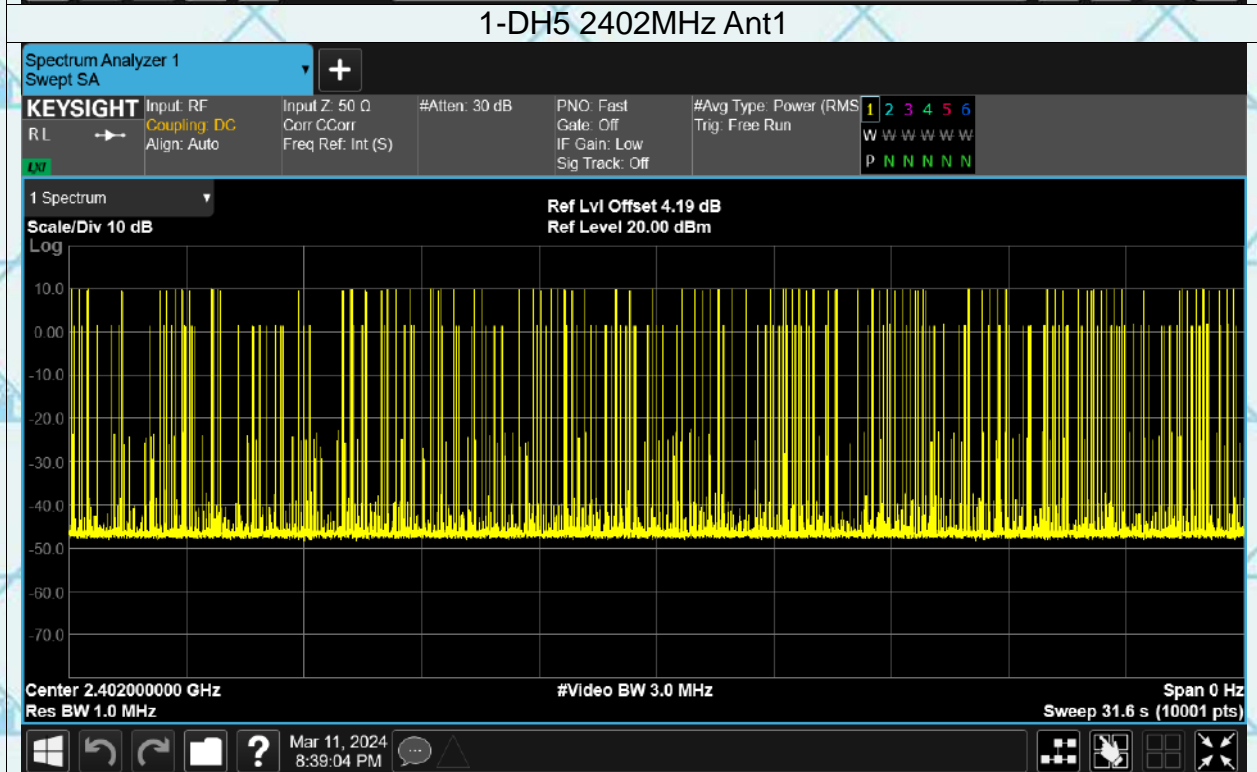 1-DH5 2402MHz Ant1
Spectrum Analyzer 1
Swept SA
KEYSIGHT
R L
LXI
Input: RF
Coupling: DC
Align: Auto
Input Z: 50 Ω
Corr CCorr
Freq Ref: Int (S)
#Atten: 30 dB
PNO: Fast
Gate: Off
IF Gain: Low
Sig Track: Off
#Avg Type: Power (RMS
Trig: Free Run
1 2 3 4 5 6
W W W W W W
P N N N N N
1 Spectrum
Scale/Div 10 dB
Ref Lvl Offset 4.19 dB
Ref Level 20.00 dBm
Log
10.0
0.00
-10.0
-20.0
-30.0
-40.0
-50.0
-60.0
-70.0
Center 2.402000000 GHz
Res BW 1.0 MHz
#Video BW 3.0 MHz
Span 0 Hz
Sweep 31.6 s (10001 pts)
?
Mar 11, 2024
8:39:04 PM